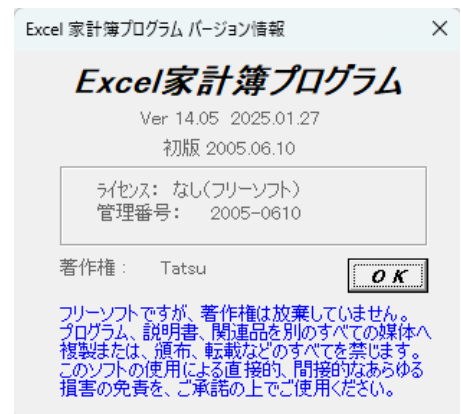 Excel 家計簿プログラム バージョン情報
Excel家計簿プログラム
Ver 14.05 2025.01.27
初版 2005.06.10
ライセンス： なし(フリーソフト)
管理番号： 2005-0610
著作権： Tatsu
OK
フリーソフトですが、著作権は放棄していません。
プログラム、説明書、関連品を別のすべての媒体へ
複製または、頒布、転載などのすべてを禁じます。
このソフトの使用による直接的、間接的なあらゆる
損害の免責を、ご承諾の上でご使用ください。